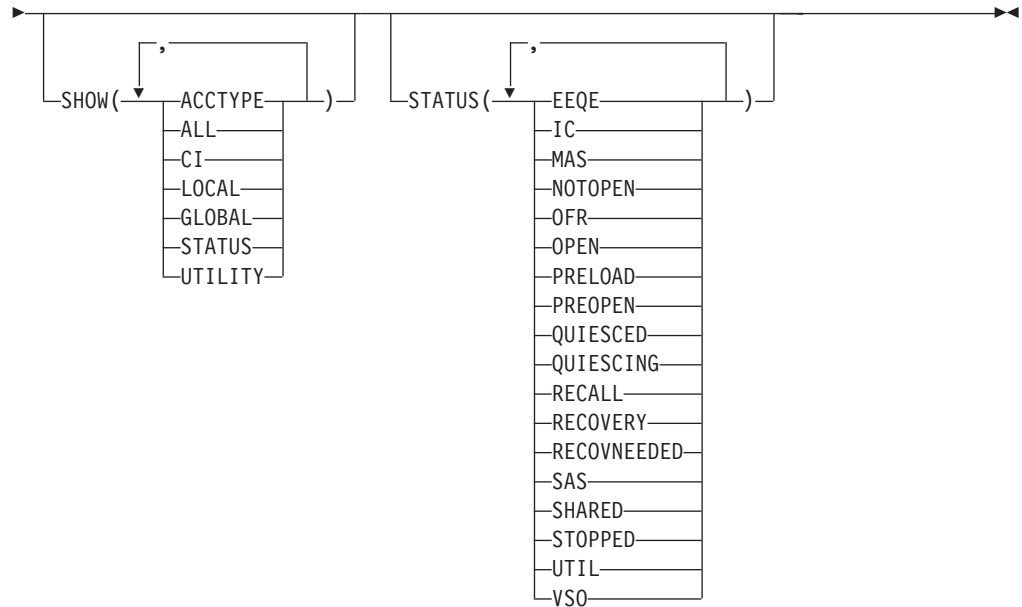 , ,
SHOW( ACCTYPE ) STATUS( EEQE )
ALL IC
CI MAS
LOCAL NOTOPEN
GLOBAL OFR
STATUS OPEN
UTILITY PRELOAD
PREOPEN
QUIESCED
QUIESCING
RECALL
RECOVERY
RECOVNEEDED
SAS
SHARED
STOPPED
UTIL
VSO